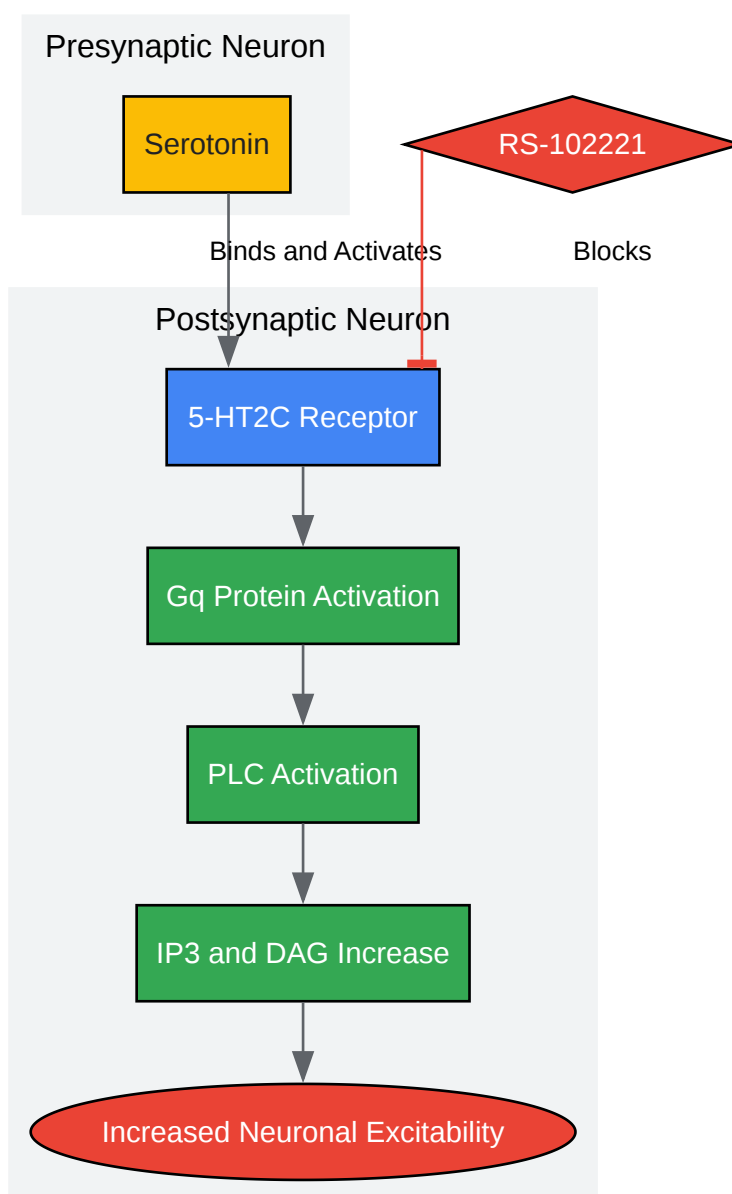 Presynaptic Neuron
Serotonin
RS-102221
Binds and Activates
Blocks
Postsynaptic Neuron
5-HT2C Receptor
Gq Protein Activation
PLC Activation
IP3 and DAG Increase
Increased Neuronal Excitability